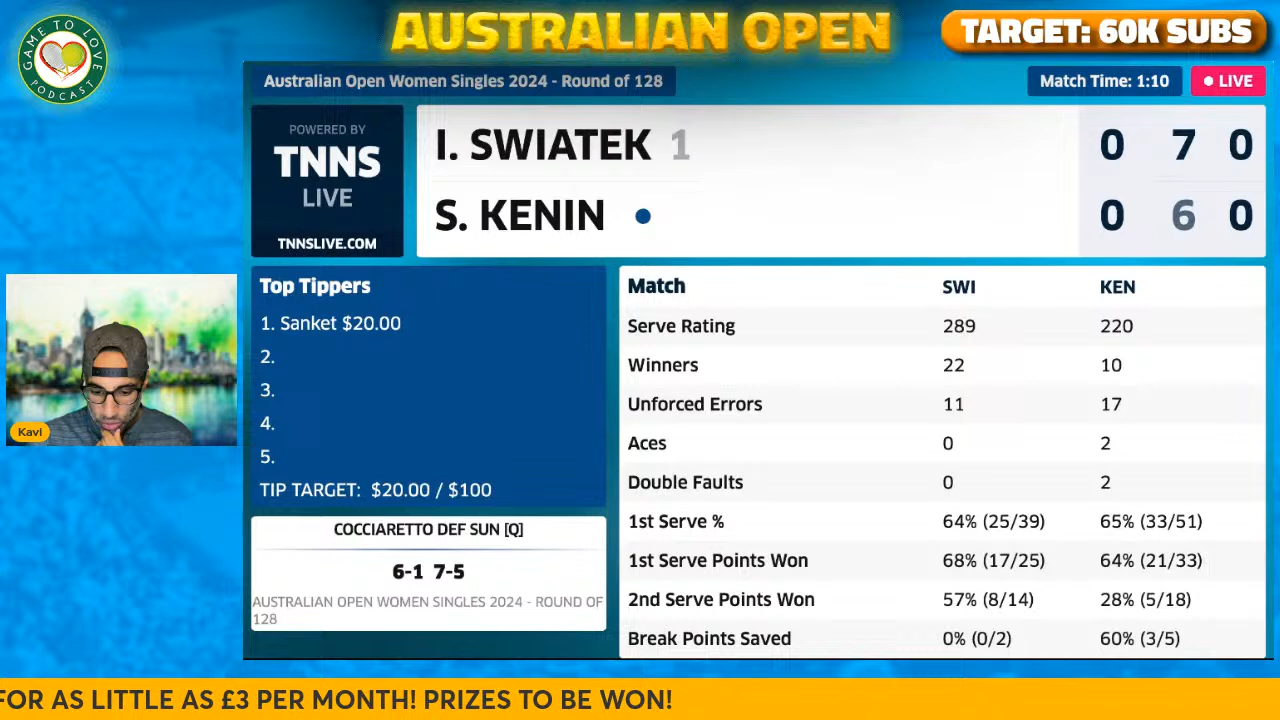 GAME TO LOVE
PODCAST
AUSTRALIAN OPEN
TARGET: 60K SUBS
Australian Open Women Singles 2024 - Round of 128
Match Time: 1:10
LIVE
POWERED BY
TNNS
LIVE
TNNSLIVE.COM
I. SWIATEK 1 0 7 0
S. KENIN 0 6 0
Top Tippers
1. Sanket $20.00
2.
3.
4.
5.
TIP TARGET: $20.00 / $100
COCCIARETTO DEF SUN [Q]
6-1 7-5
AUSTRALIAN OPEN WOMEN SINGLES 2024 - ROUND OF
128
Match SWI KEN
Serve Rating 289 220
Winners 22 10
Unforced Errors 11 17
Aces 0 2
Double Faults 0 2
1st Serve % 64% (25/39) 65% (33/51)
1st Serve Points Won 68% (17/25) 64% (21/33)
2nd Serve Points Won 57% (8/14) 28% (5/18)
Break Points Saved 0% (0/2) 60% (3/5)
Kavi
FOR AS LITTLE AS £3 PER MONTH! PRIZES TO BE WON!